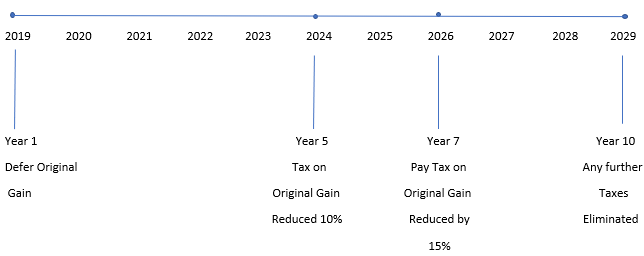 2019 2020 2021 2022 2023 2024 2025 2026 2027 2028 2029
Year 1
Defer Original
Gain
Year 5
Tax on
Original Gain
Reduced 10%
Year 7
Pay Tax on
Original Gain
Reduced by
15%
Year 10
Any further
Taxes
Eliminated